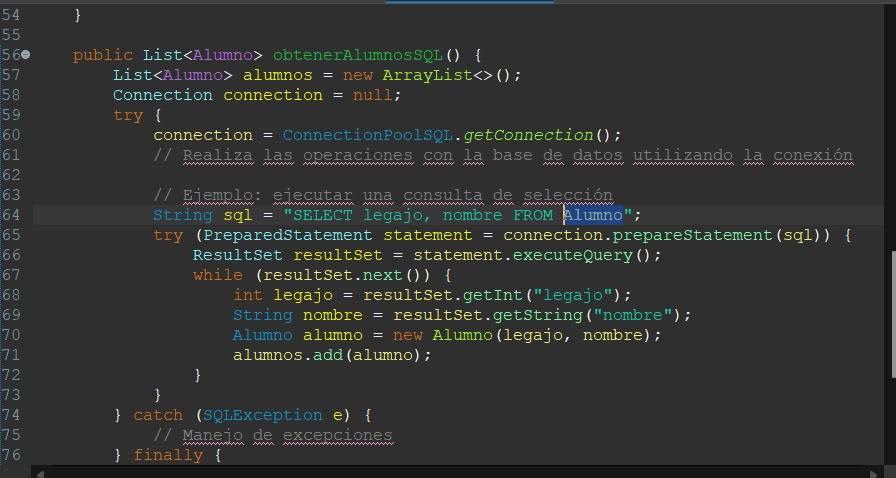 54 }
55
56 public List<Alumno> obtenerAlumnosSQL() {
57 List<Alumno> alumnos = new ArrayList<>();
58 Connection connection = null;
59 try {
60 connection = ConnectionPoolSQL.getConnection();
61 // Realiza las operaciones con la base de datos utilizando la conexión
62
63 // Ejemplo: ejecutar una consulta de selección
64 String sql = "SELECT legajo, nombre FROM Alumno";
65 try (PreparedStatement statement = connection.prepareStatement(sql)) {
66 ResultSet resultSet = statement.executeQuery();
67 while (resultSet.next()) {
68 int legajo = resultSet.getInt("legajo");
69 String nombre = resultSet.getString("nombre");
70 Alumno alumno = new Alumno(legajo, nombre);
71 alumnos.add(alumno);
72 }
73 }
74 } catch (SQLException e) {
75 // Manejo de excepciones
76 } finally {